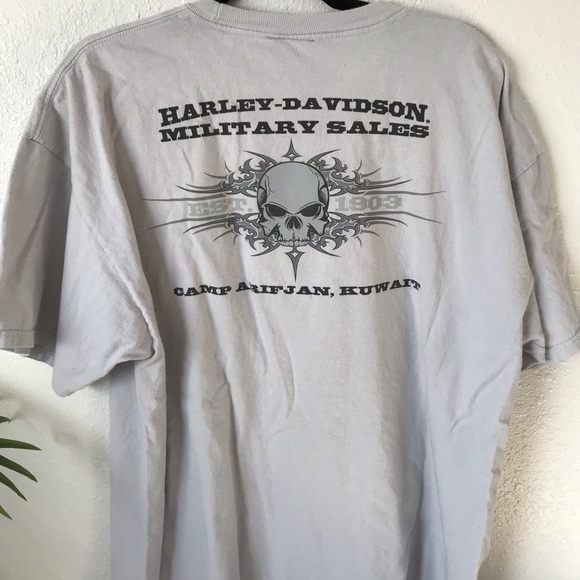 HARLEY-DAVIDSON.
MILITARY SALES
EST. 1903
CAMP ARIFJAN, KUWAIT